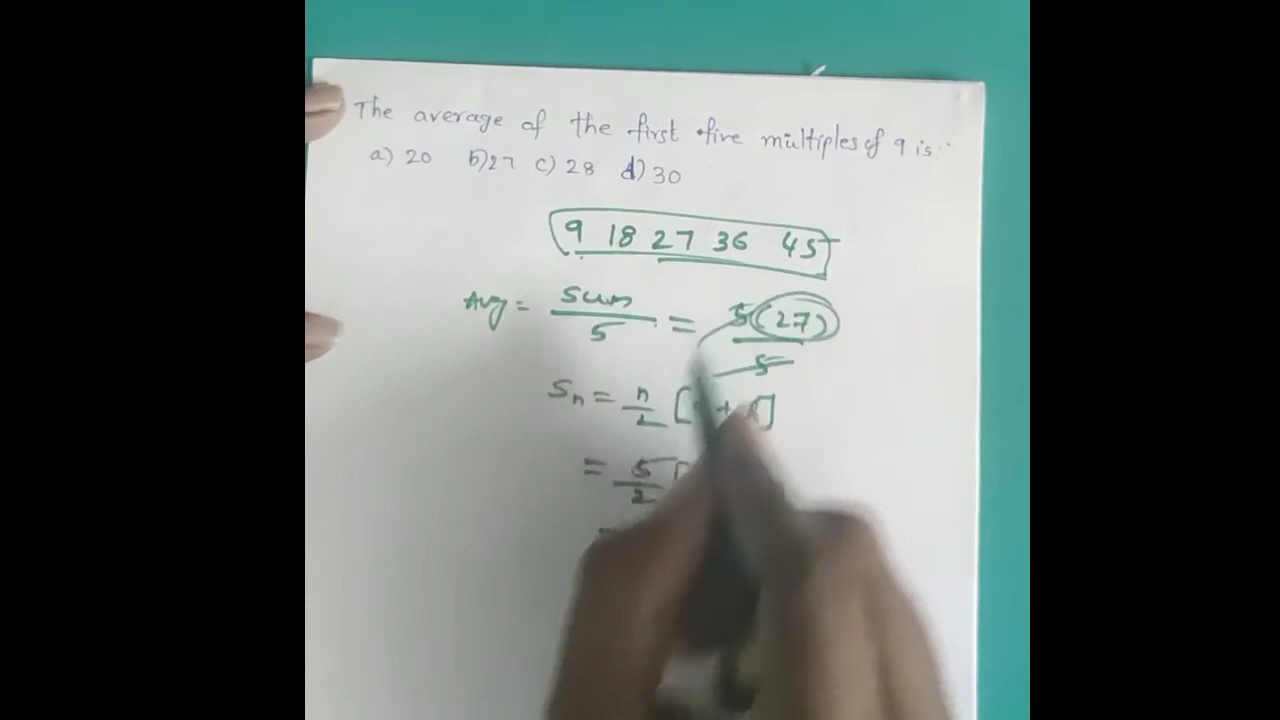 The average of the first five multiples of 9 is:
a) 20 b) 27 c) 28 d) 30
9 18 27 36 45
Avg = sum/5 = 5(27)/5
Sn = n/2 [ + ]
= 5/2 [
=